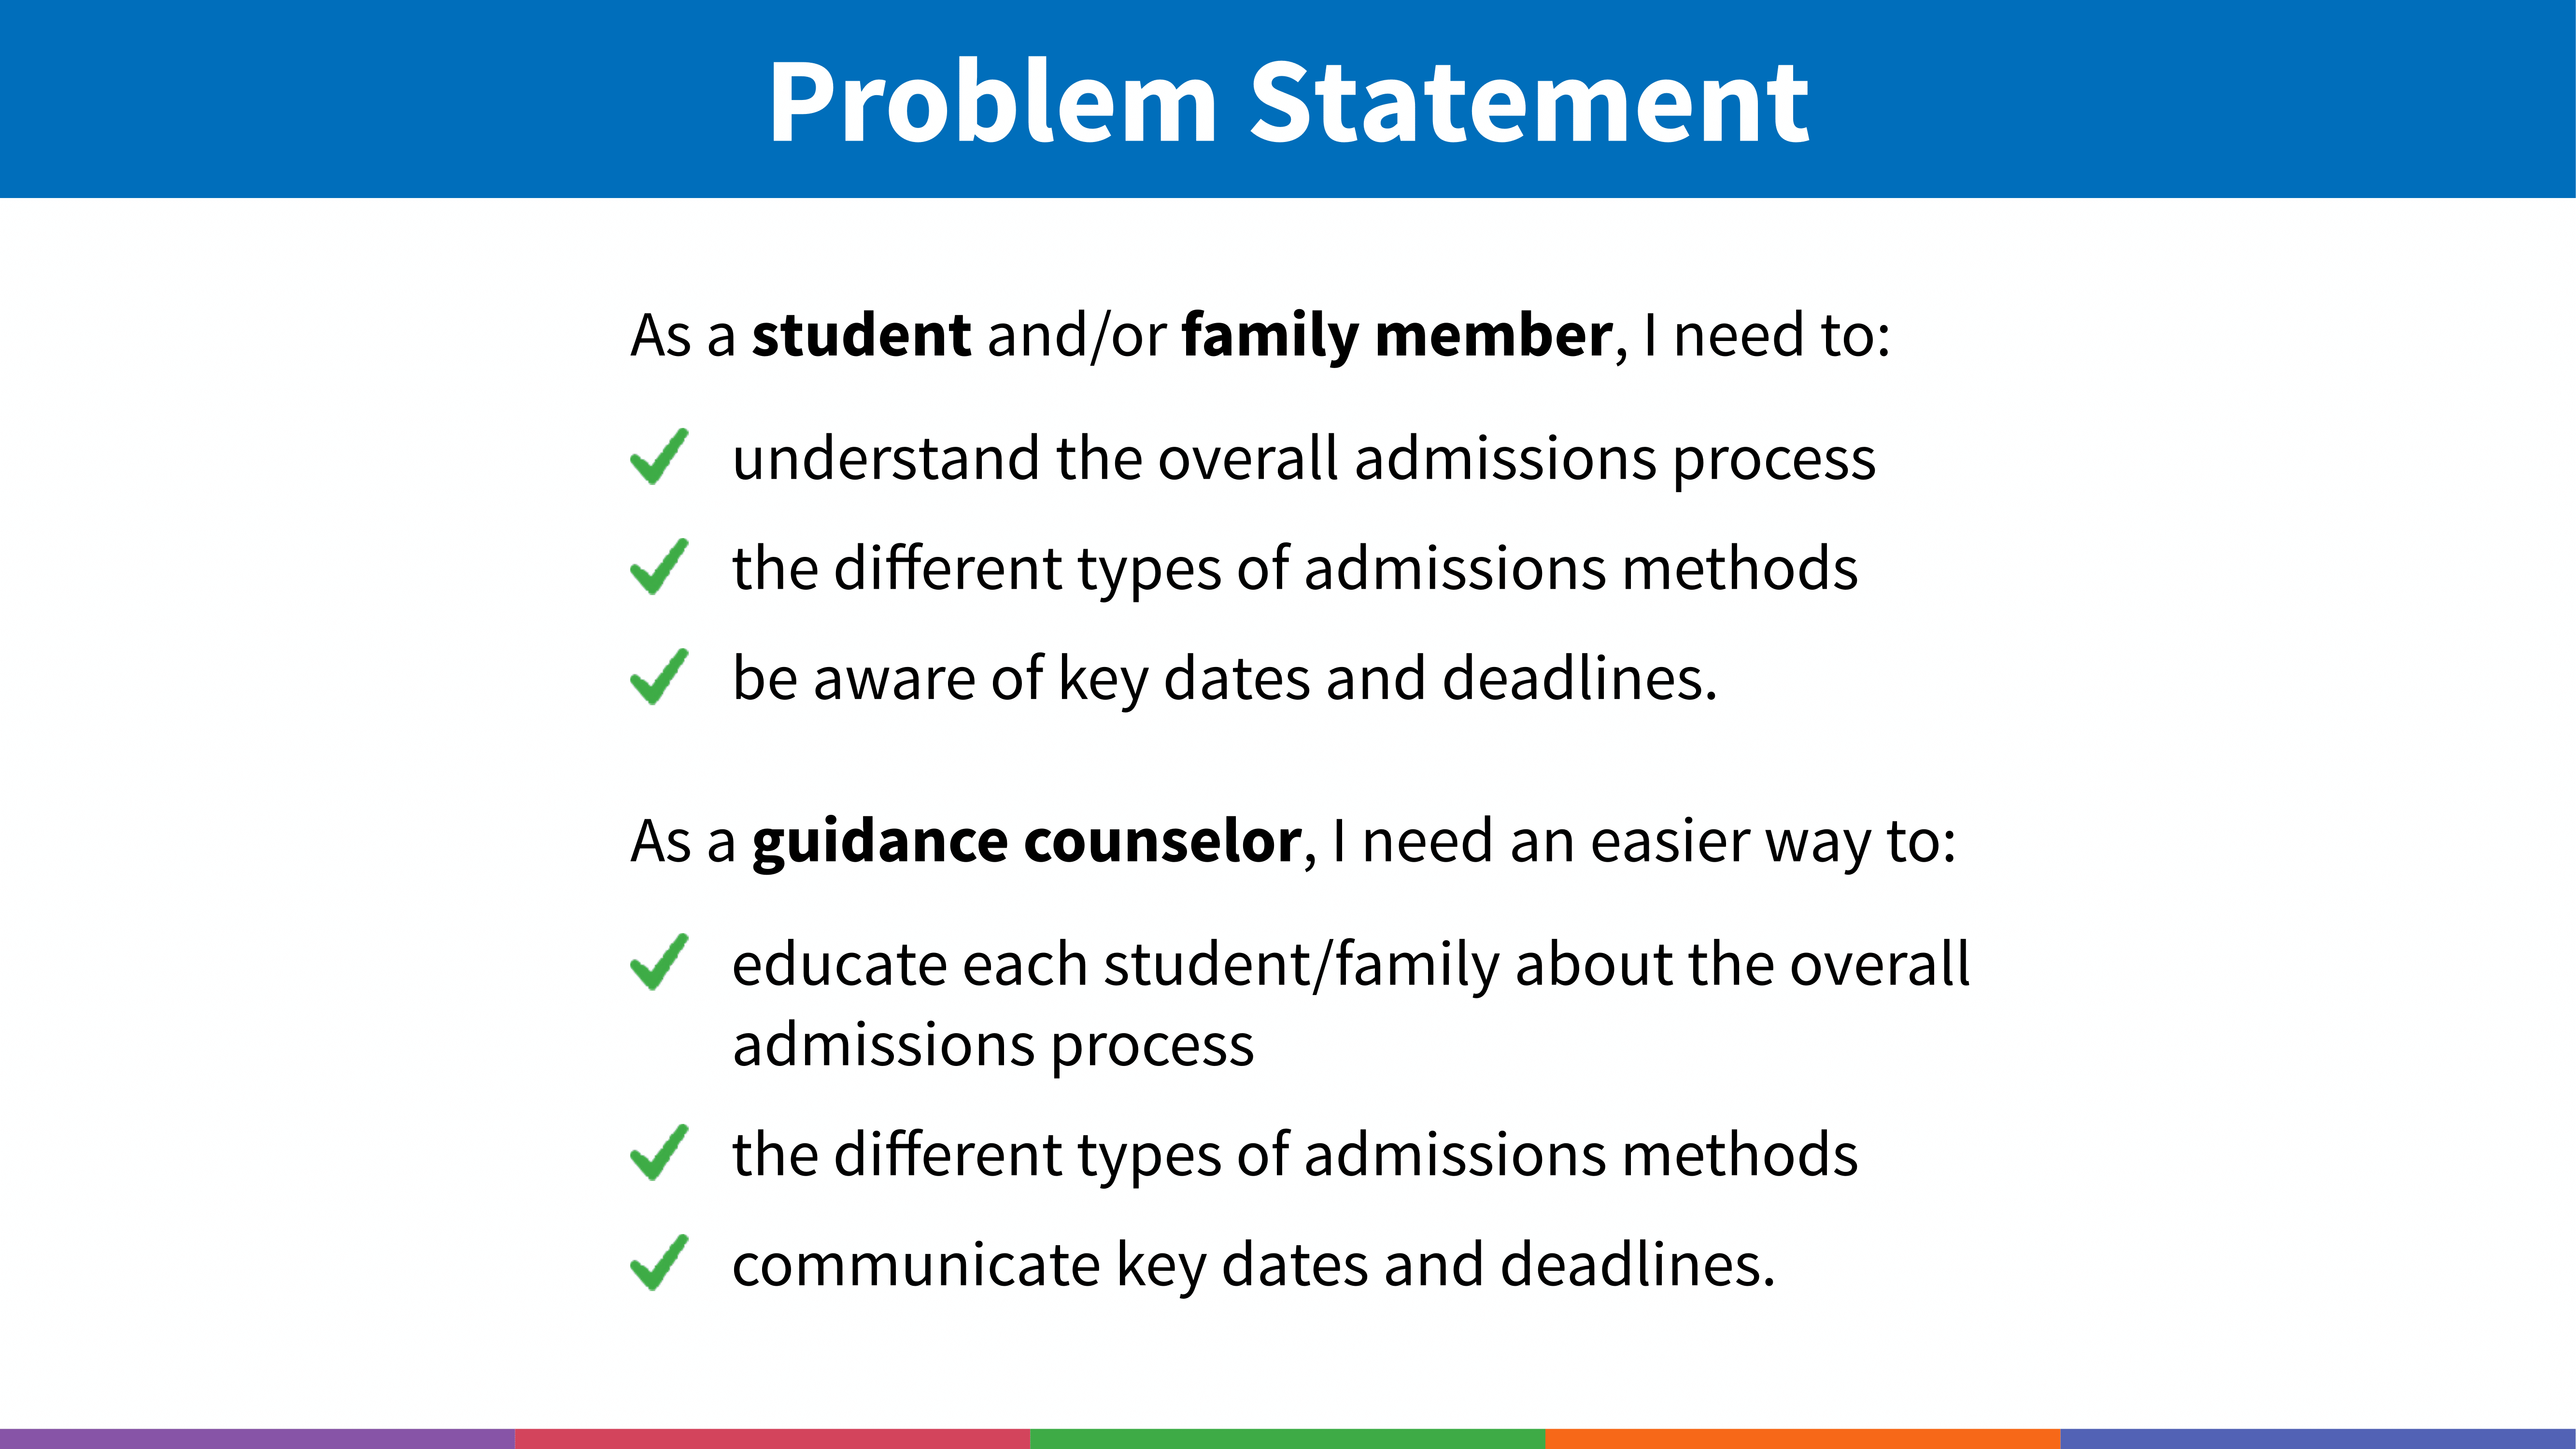 Problem Statement
As a student and/or family member, I need to:
understand the overall admissions process
the different types of admissions methods
be aware of key dates and deadlines.
As a guidance counselor, I need an easier way to:
educate each student/family about the overall
admissions process
the different types of admissions methods
communicate key dates and deadlines.